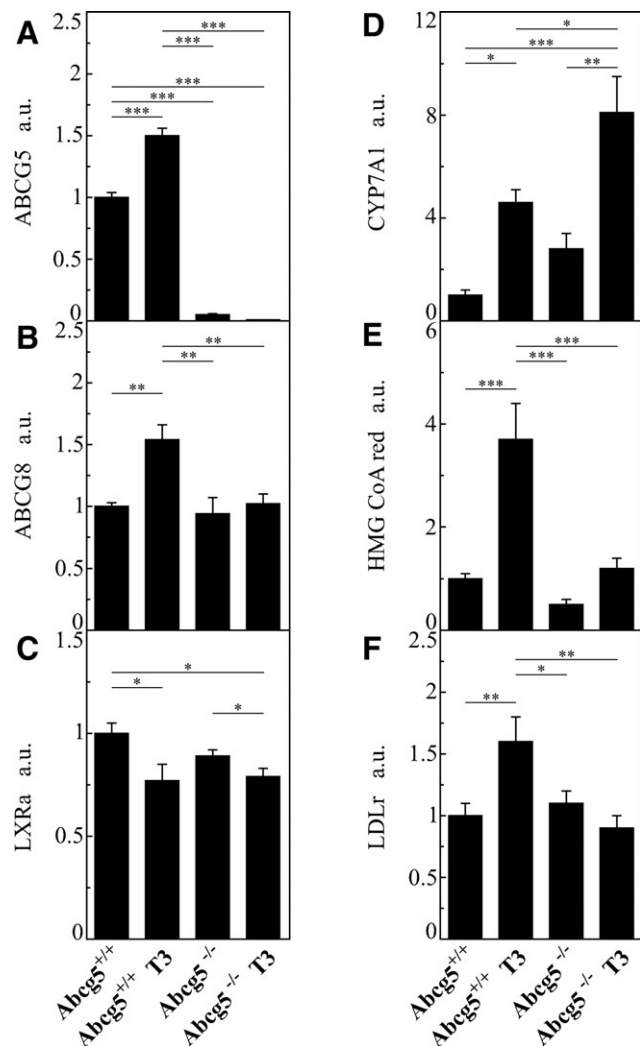 A
2.5
2
1.5
1
0.5
0
ABCG5 a.u.
***
***
***
***
***
B
2.5
2
1.5
1
0.5
0
ABCG8 a.u.
**
**
**
C
1.5
1
0.5
0
LXRa a.u.
*
*
*
Abcg5+/+
Abcg5+/+ T3
Abcg5-/-
Abcg5-/- T3
D
12
8
4
0
CYP7A1 a.u.
*
***
*
**
E
6
4
2
0
HMG CoA red a.u.
***
***
***
F
2.5
2
1.5
1
0.5
0
LDLr a.u.
**
*
**
Abcg5+/+
Abcg5+/+ T3
Abcg5-/-
Abcg5-/- T3